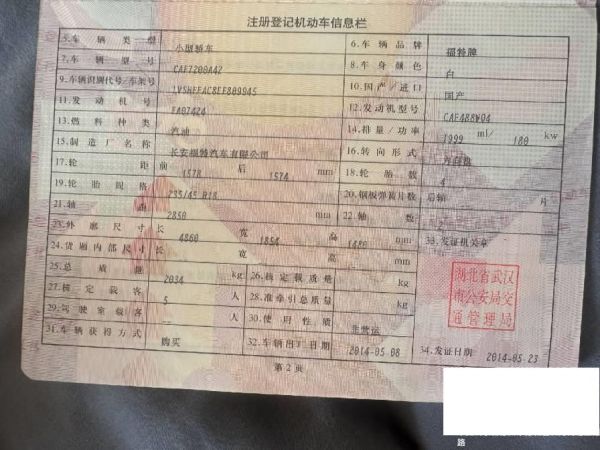 注册登记机动车信息栏
5.车辆类型 小型轿车 6.车辆品牌 福特牌
7.车辆型号 CAF7200A42 8.车身颜色 白
9.车辆识别代号/车架号 LVSHFFAC8EF809945 10.国产/进口 国产
11.发动机号 EA07424 12.发动机型号 CAF488WQ4
13.燃料种类 汽油 14.排量/功率 1999 ml/ 180 kw
15.制造厂名称 长安福特汽车有限公司 16.转向形式 方向盘
17.轮距 前 1578 后 1574 mm 18.轮胎数 4
19.轮胎规格 235/45 R18 20.钢板弹簧片数 后轴 片
21.轴距 2850 mm 22.轴数 2
23.外廓尺寸 长 4860 宽 1854 高 1480 mm 33.发证机关章
24.货厢内部尺寸 长 宽 高 mm
25.总质量 2034 kg 26.核定载质量 kg
27.核定载客 5 人 28.准牵引总质量 kg
29.驾驶室载客 人 30.使用性质 非营运
31.车辆获得方式 购买 32.车辆出厂日期 2014-05-08 34.发证日期 2014-05-23
湖北省武汉
市公安局交
通管理局
第2页
路